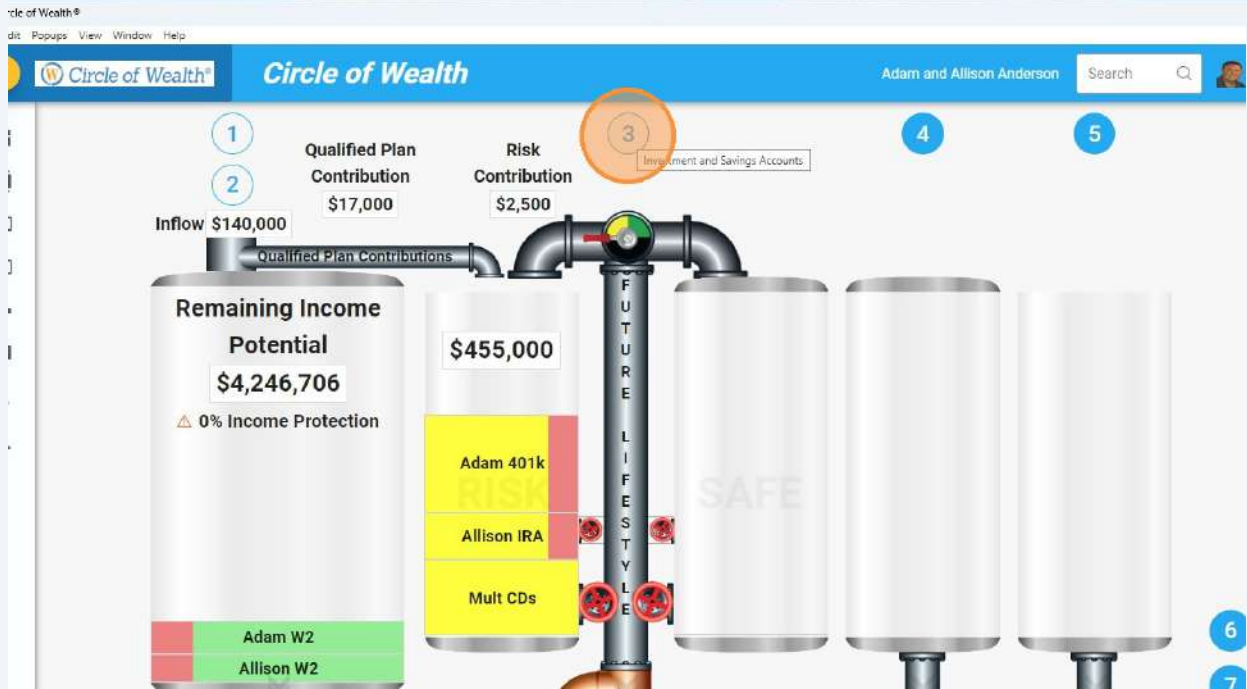 rcle of Wealth®
dit Popups View Window Help
Circle of Wealth®
Circle of Wealth
Adam and Allison Anderson
Search
1
2
3
4
5
Investment and Savings Accounts
Qualified Plan
Contribution
$17,000
Risk
Contribution
$2,500
Inflow $140,000
Qualified Plan Contributions
Remaining Income
Potential
$4,246,706
0% Income Protection
$455,000
Adam 401k
RISK
Allison IRA
Mult CDs
FUTURE LIFESTYLE
SAFE
Adam W2
Allison W2
6
7